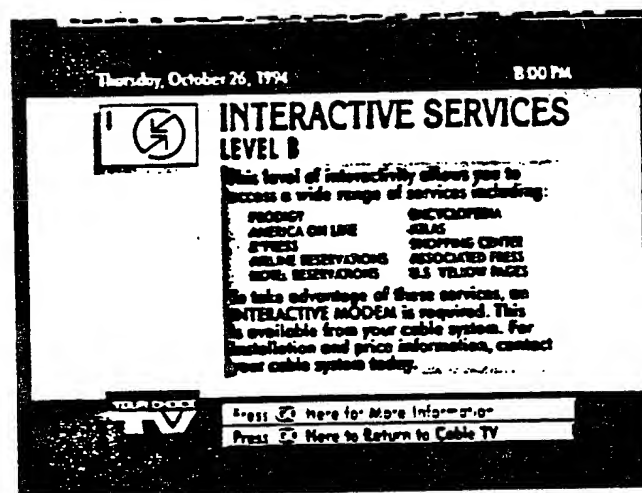 Thursday, October 26, 1994
8:00 PM
INTERACTIVE SERVICES
LEVEL B
This level of interactivity allows you to
access a wide range of services including:
PRODIGY
ENCYCLOPEDIA
AMERICA ON LINE
ATLAS
X*PRESS
SHOPPING CENTER
AIRLINE RESERVATIONS
ASSOCIATED PRESS
HOTEL RESERVATIONS
U.S. YELLOW PAGES
To take advantage of these services, an
INTERACTIVE MODEM is required. This
is available from your cable system. For
installation and price information, contact
your cable system today.
YOUR CHOICE
TV
Press Here for More Information
Press Here to Return to Cable TV